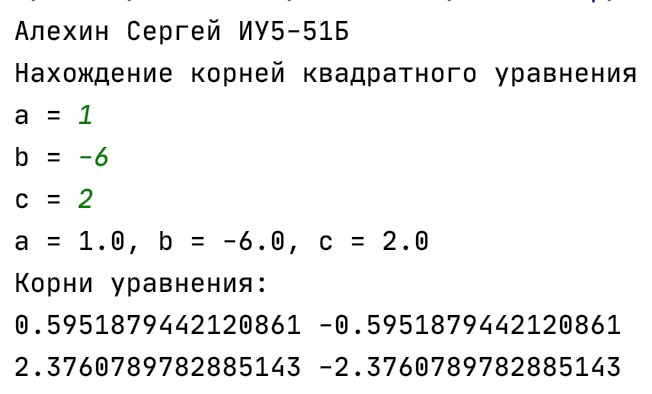 Алехин Сергей ИУ5-51Б
Нахождение корней квадратного уравнения
a = 1
b = -6
c = 2
a = 1.0, b = -6.0, c = 2.0
Корни уравнения:
0.5951879442120861 -0.5951879442120861
2.3760789782885143 -2.3760789782885143